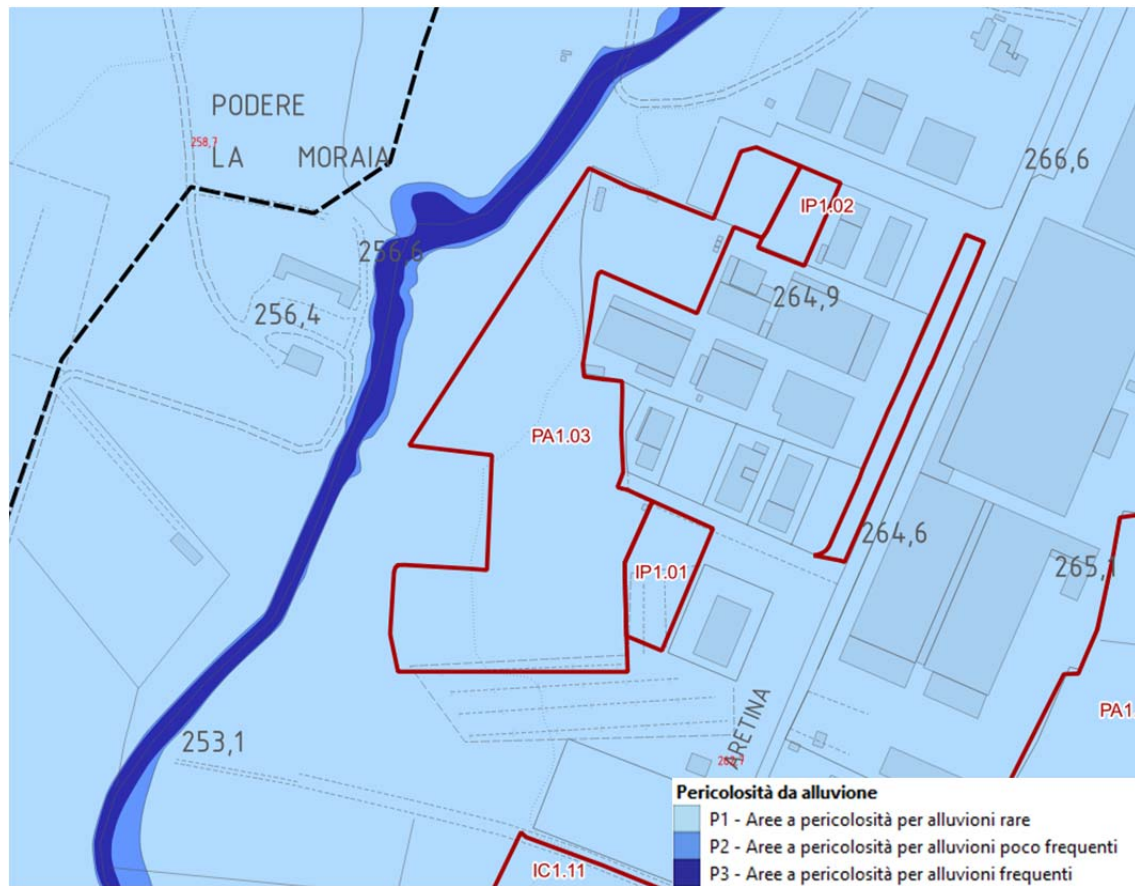 PODERE
258,7
LA MORAIA
266,6
IP1.02
256,6
264,9
256,4
PA1.03
264,6
IP1.01
265,1
ARETINA
PA1
253,1
Pericolosità da alluvione
P1 - Aree a pericolosità per alluvioni rare
P2 - Aree a pericolosità per alluvioni poco frequenti
IC1.11
P3 - Aree a pericolosità per alluvioni frequenti